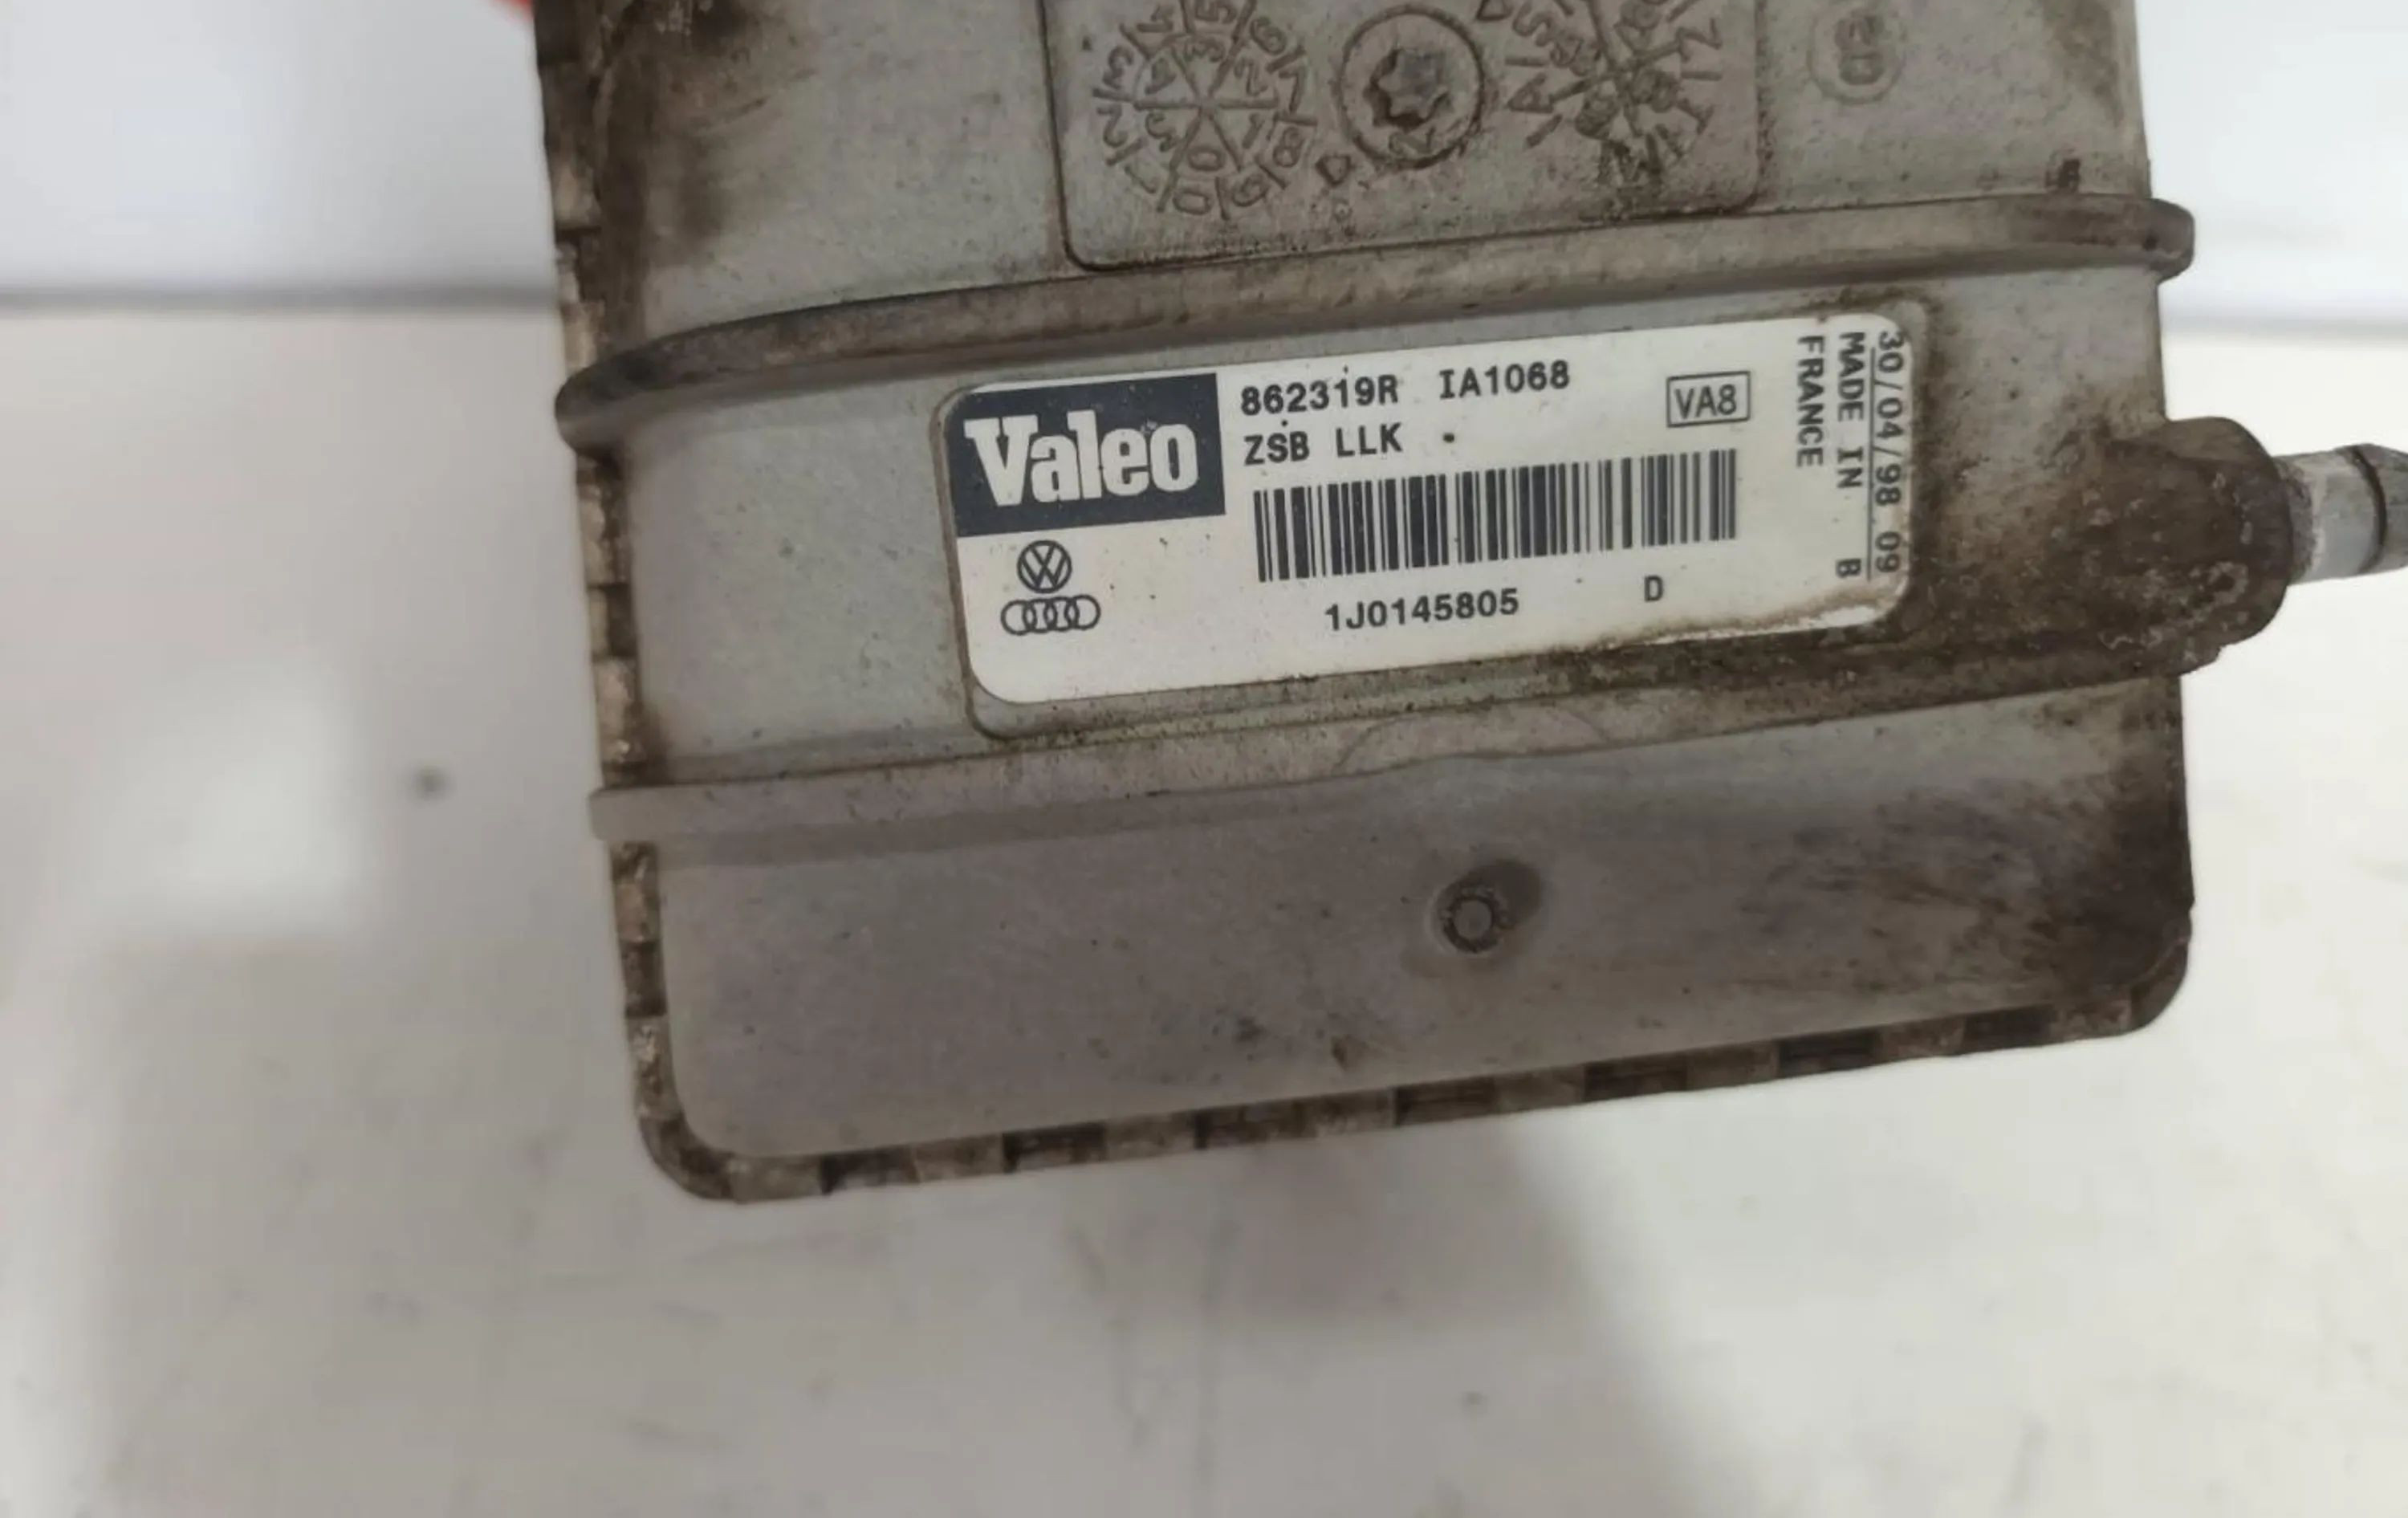 Valeo
862319R IA1068
ZSB LLK
VA8
1J0145805 D
30/04/98 09
MADE IN B
FRANCE